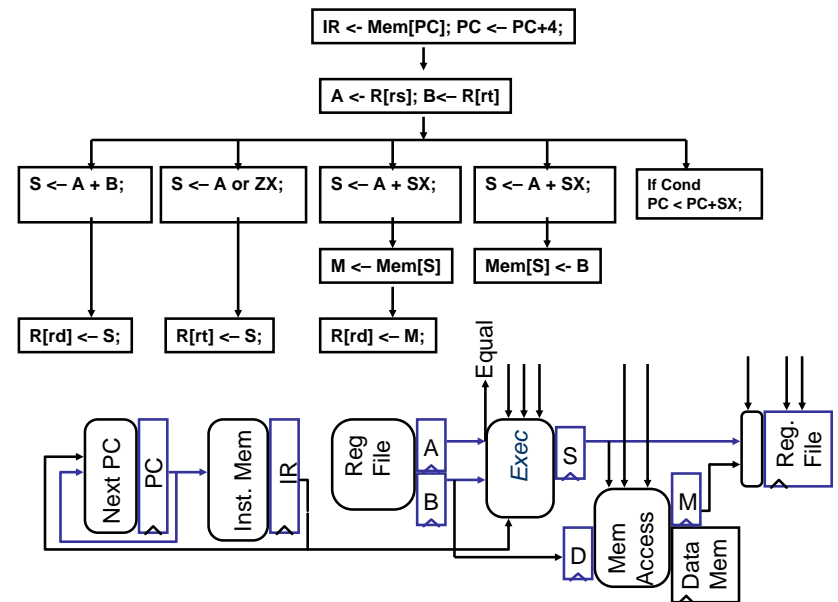 IR <- Mem[PC]; PC <– PC+4;
A <- R[rs]; B<– R[rt]
S <– A + B;
S <– A or ZX;
S <– A + SX;
S <– A + SX;
If Cond
PC < PC+SX;
M <– Mem[S]
Mem[S] <- B
R[rd] <– S;
R[rt] <– S;
R[rd] <– M;
Equal
Next PC
PC
Inst. Mem
IR
Reg
File
A
B
Exec
S
D
Mem
Access
M
Data
Mem
Reg.
File